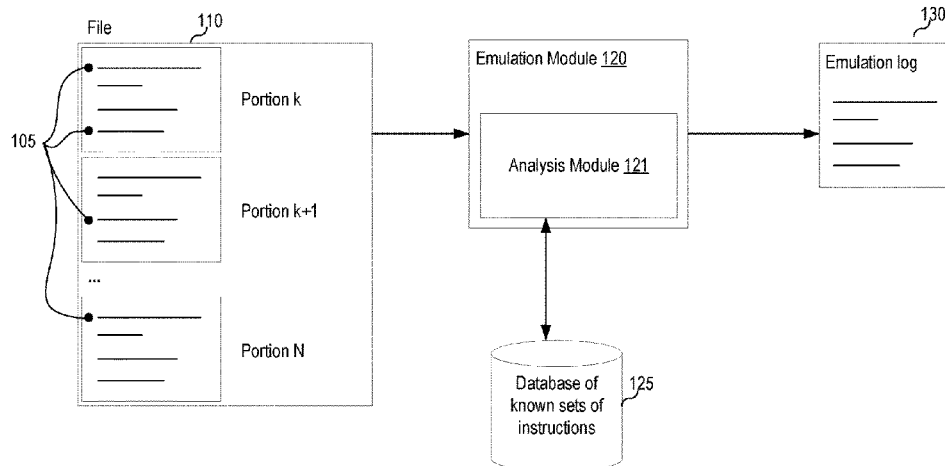 File
110
105
Portion k
Portion k+1
...
Portion N
Emulation Module 120
Analysis Module 121
Database of
known sets of
instructions
125
130
Emulation log